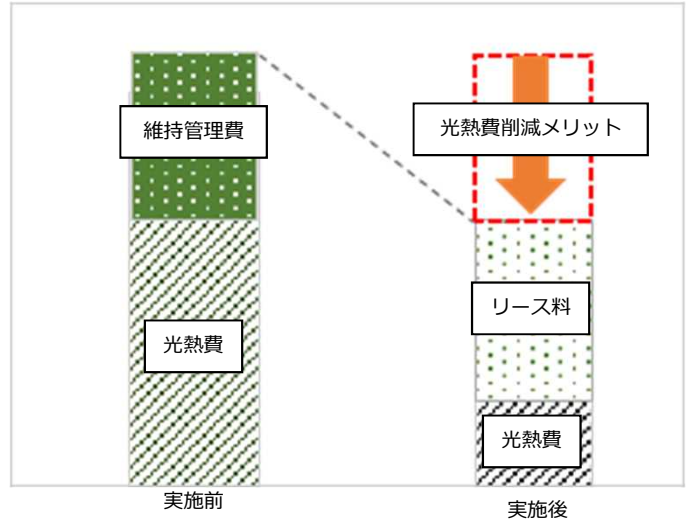 維持管理費
光熱費
実施前
光熱費削減メリット
リース料
光熱費
実施後